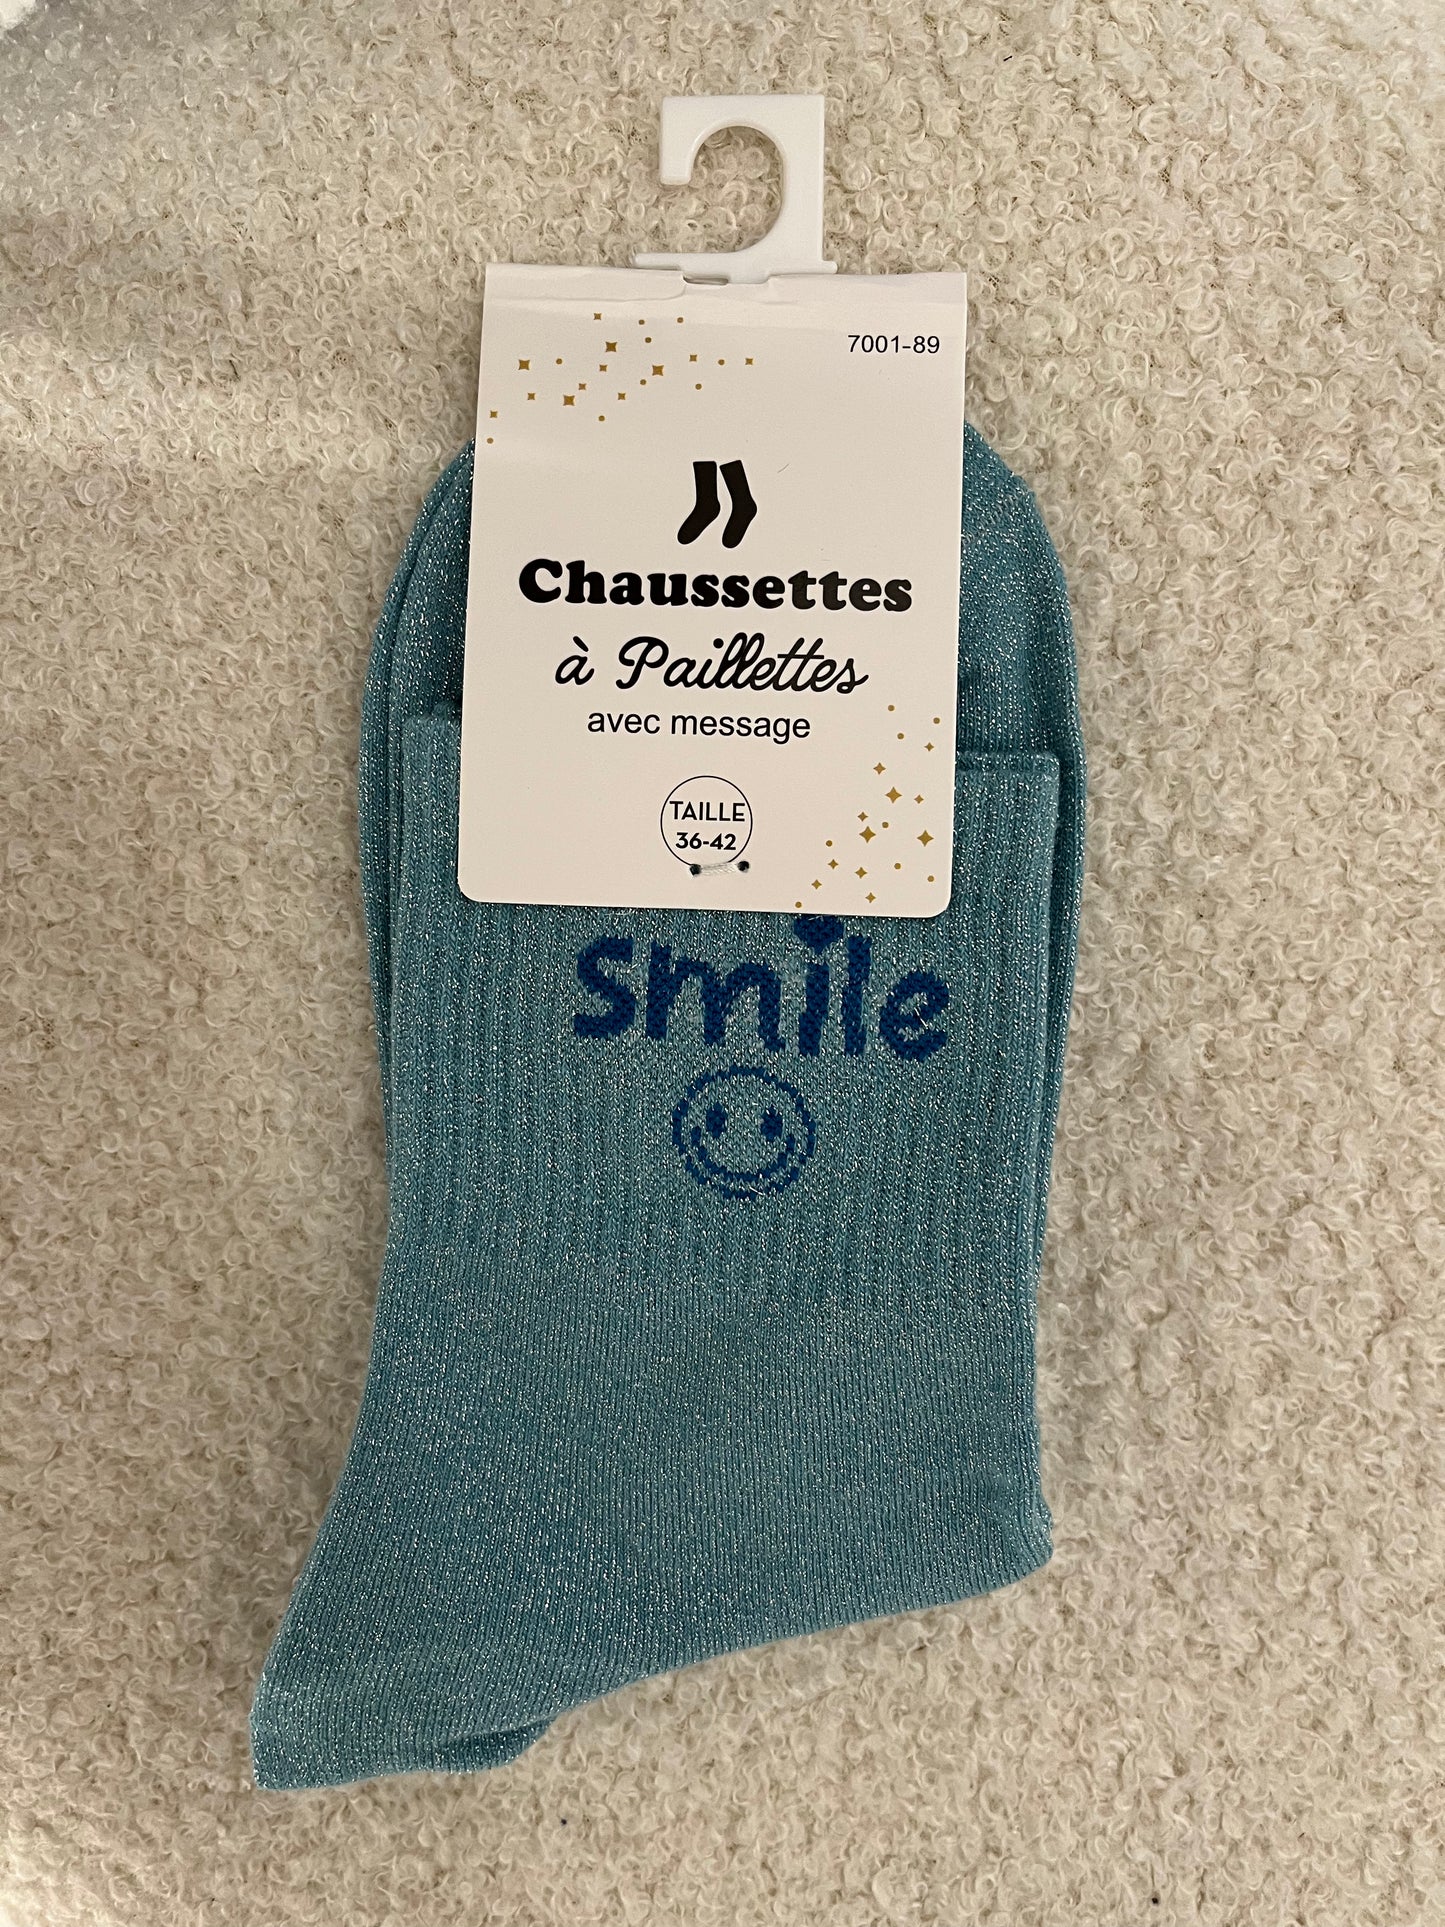 7001-89
Chaussettes
à Paillettes
avec message
TAILLE
36-42
smile